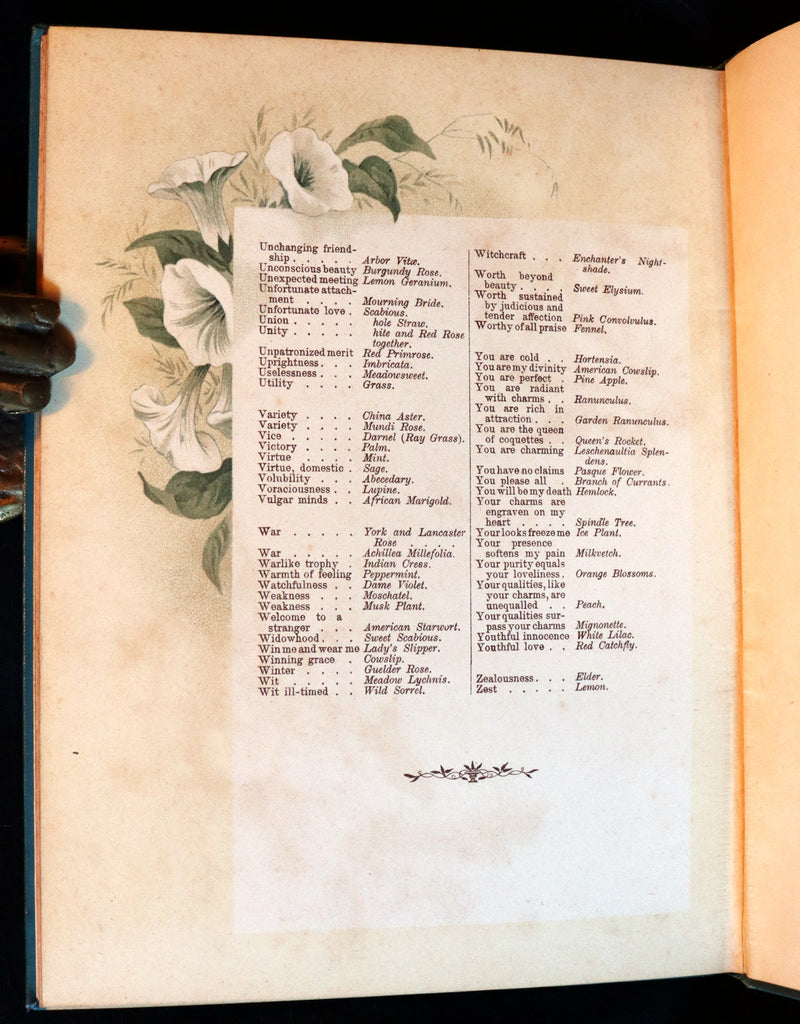 Unchanging friend-
ship . . . . . Arbor Vitæ.
Unconscious beauty Burgundy Rose.
Unexpected meeting Lemon Geranium.
Unfortunate attach-
ment . . . . Mourning Bride.
Unfortunate love . Scabious.
Union . . . . . hole Straw.
Unity . . . . . hite and Red Rose
together.
Unpatronized merit Red Primrose.
Uprightness . . . Imbricata.
Uselessness . . . Meadowsweet.
Utility . . . . Grass.
Variety . . . . China Aster.
Variety . . . . Mundi Rose.
Vice . . . . . Darnel (Ray Grass).
Victory . . . . Palm.
Virtue . . . . Mint.
Virtue, domestic . Sage.
Volubility . . . Abecedary.
Voraciousness . . Lupine.
Vulgar minds . . African Marigold.
War . . . . . York and Lancaster
Rose . . . .
War . . . . . Achillea Millefolia.
Warlike trophy . Indian Cress.
Warmth of feeling Peppermint.
Watchfulness . . Dame Violet.
Weakness . . . Moschatel.
Weakness . . . Musk Plant.
Welcome to a
stranger . . . American Starwort.
Widowhood . . . Sweet Scabious.
Win me and wear me Lady's Slipper.
Winning grace . Cowslip.
Winter . . . . Guelder Rose.
Wit . . . . . Meadow Lychnis.
Wit ill-timed . . Wild Sorrel.
Witchcraft . . . Enchanter's Night-
shade.
Worth beyond
beauty . . . . Sweet Elysium.
Worth sustained
by judicious and
tender affection Pink Convolvulus.
Worthy of all praise Fennel.
You are cold . . Hortensia.
You are my divinity American Cowslip.
You are perfect . Pine Apple.
You are radiant
with charms . . Ranunculus.
You are rich in
attraction . . . Garden Ranunculus.
You are the queen
of coquettes . . Queen's Rocket.
You are charming Leschenaultia Splen-
dens.
You have no claims Pasque Flower.
You please all . Branch of Currants.
You will be my death Hemlock.
Your charms are
engraven on my
heart . . . . Spindle Tree.
Your looks freeze me Ice Plant.
Your presence
softens my pain Milkvetch.
Your purity equals
your loveliness . Orange Blossoms.
Your qualities, like
your charms, are
unequalled . . Peach.
Your qualities sur-
pass your charms Mignonette.
Youthful innocence White Lilac.
Youthful love . . Red Catchfly.
Zealousness . . . Elder.
Zest . . . . . Lemon.